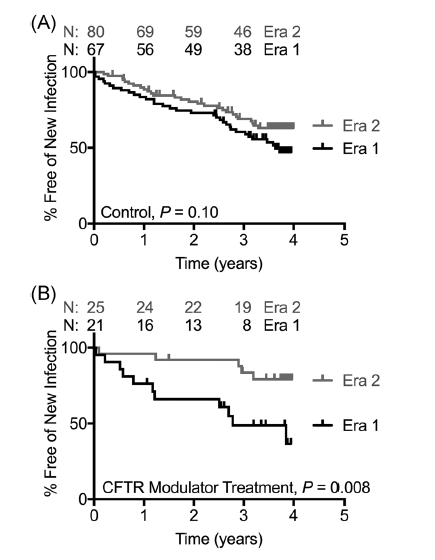 (A)
N: 80 69 59 46 Era 2
N: 67 56 49 38 Era 1
100
50
0
% Free of New Infection
Era 2
Era 1
Control, P = 0.10
0 1 2 3 4 5
Time (years)
(B)
N: 25 24 22 19 Era 2
N: 21 16 13 8 Era 1
100
50
0
% Free of New Infection
Era 2
Era 1
CFTR Modulator Treatment, P = 0.008
0 1 2 3 4 5
Time (years)